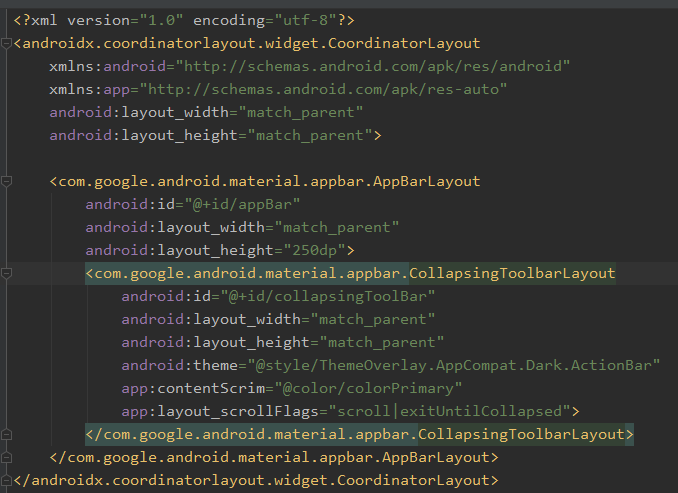 <?xml version="1.0" encoding="utf-8"?>
<androidx.coordinatorlayout.widget.CoordinatorLayout
xmlns:android="http://schemas.android.com/apk/res/android"
xmlns:app="http://schemas.android.com/apk/res-auto"
android:layout_width="match_parent"
android:layout_height="match_parent">
<com.google.android.material.appbar.AppBarLayout
android:id="@+id/appBar"
android:layout_width="match_parent"
android:layout_height="250dp">
<com.google.android.material.appbar.CollapsingToolbarLayout
android:id="@+id/collapsingToolBar"
android:layout_width="match_parent"
android:layout_height="match_parent"
android:theme="@style/ThemeOverlay.AppCompat.Dark.ActionBar"
app:contentScrim="@color/colorPrimary"
app:layout_scrollFlags="scroll|exitUntilCollapsed">
</com.google.android.material.appbar.CollapsingToolbarLayout>
</com.google.android.material.appbar.AppBarLayout>
</androidx.coordinatorlayout.widget.CoordinatorLayout>